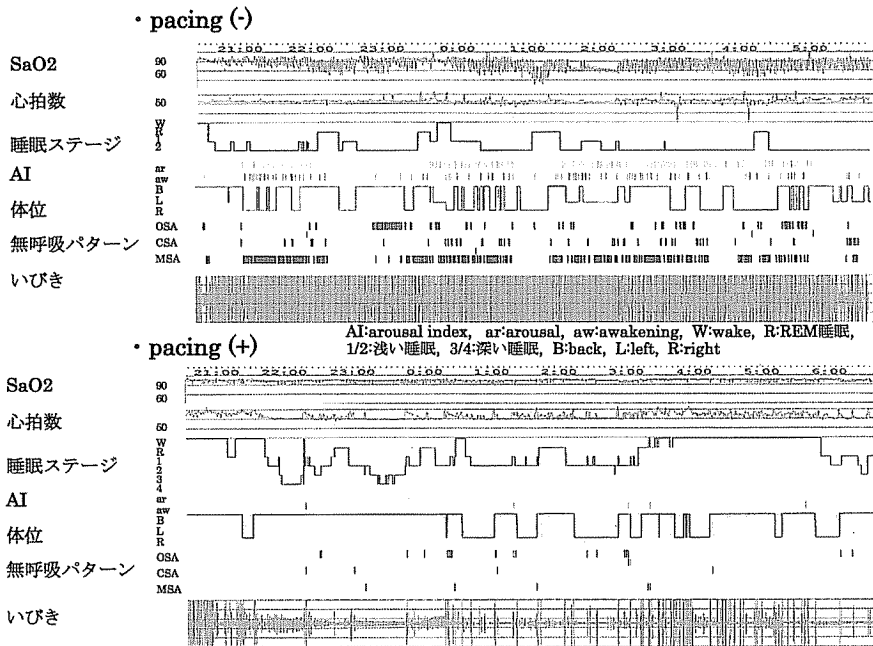 ・pacing (-)
21:00 22:00 23:00 0:00 1:00 2:00 3:00 4:00 5:00
SaO2 90 60
心拍数 50
睡眠ステージ W R 1 2
AI ar aw
体位 B L R
無呼吸パターン OSA CSA MSA
いびき
AI:arousal index, ar:arousal, aw:awakening, W:wake, R:REM睡眠,
1/2:浅い睡眠, 3/4:深い睡眠, B:back, L:left, R:right
・pacing (+)
21:00 22:00 23:00 0:00 1:00 2:00 3:00 4:00 5:00 6:00
SaO2 90 60
心拍数 50
睡眠ステージ W R 1 2 3 4
AI ar aw
体位 B L R
無呼吸パターン OSA CSA MSA
いびき